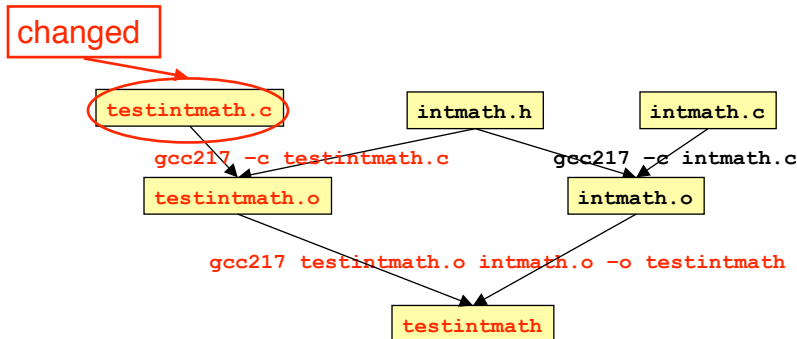 changed
testintmath.c
intmath.h
intmath.c
gcc217 –c testintmath.c
gcc217 –c intmath.c
testintmath.o
intmath.o
gcc217 testintmath.o intmath.o –o testintmath
testintmath